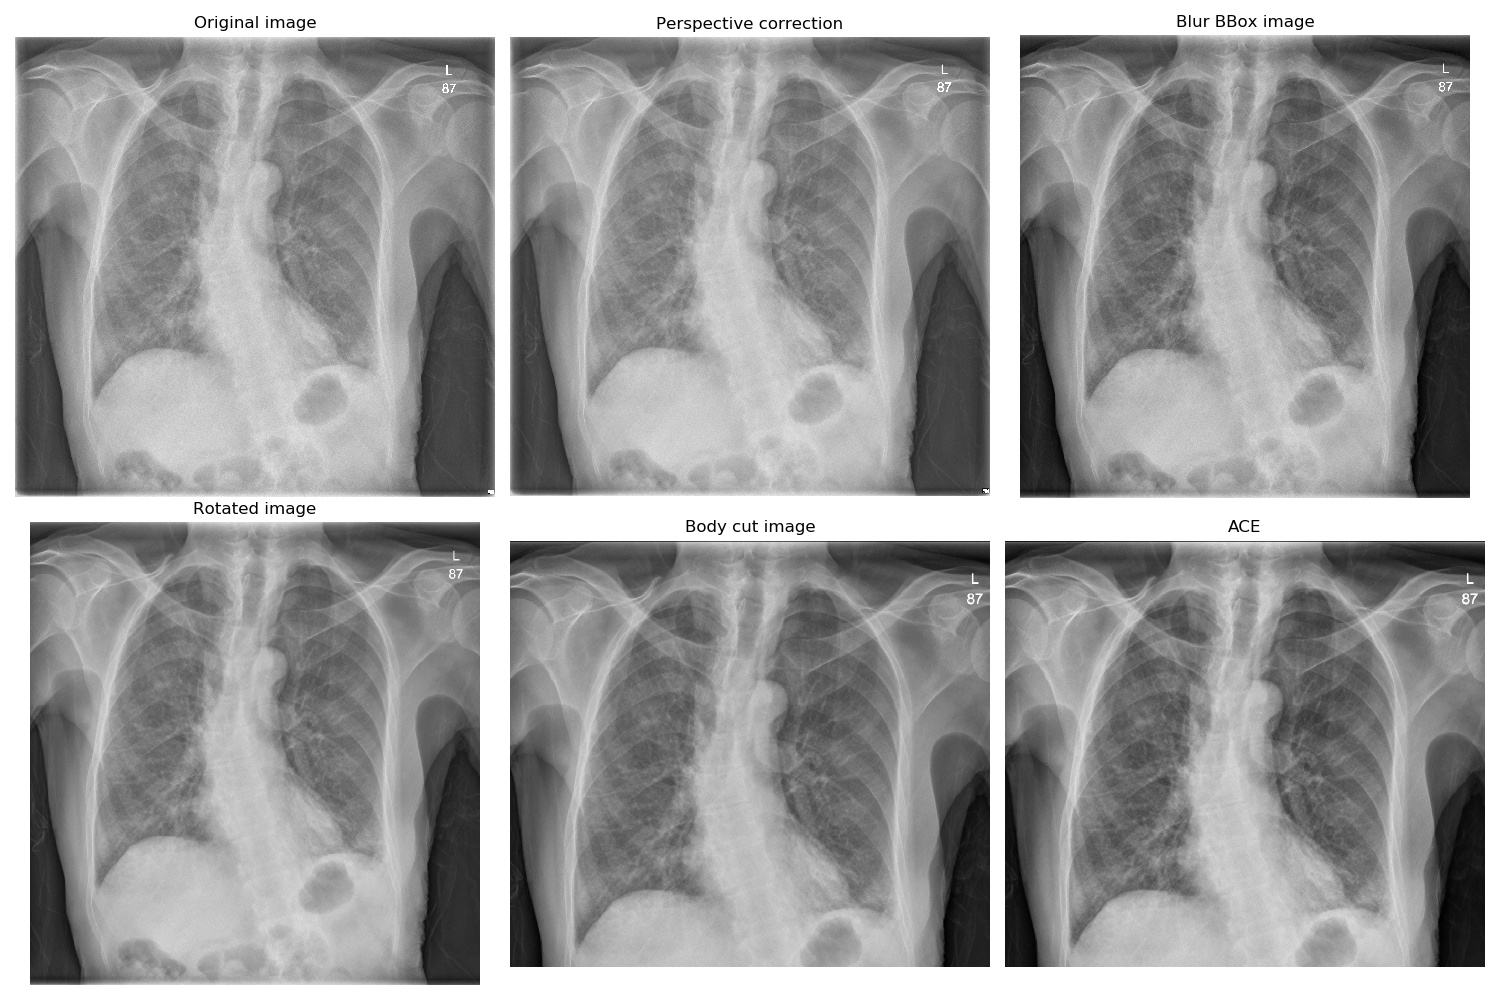 Original image
Perspective correction
Blur BBox image
L
87
L
87
L
87
Rotated image
Body cut image
ACE
L
87
L
87
L
87